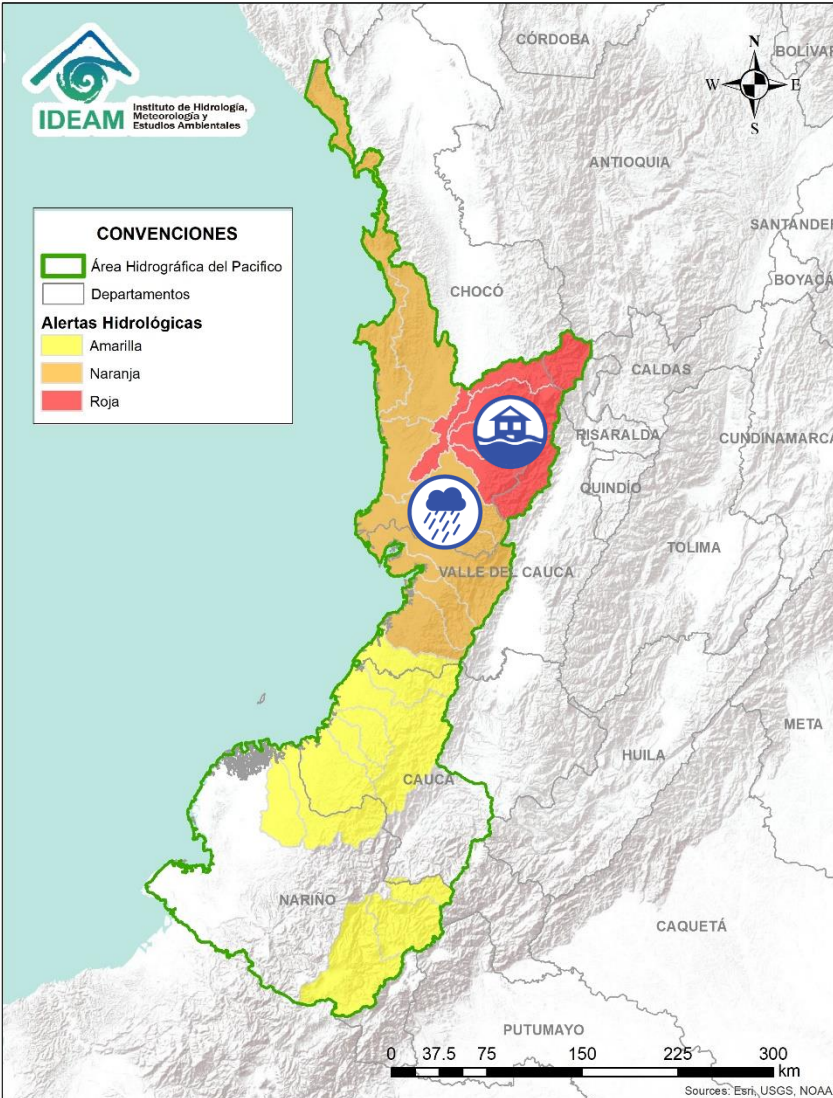 IDEAM
Instituto de Hidrología,
Meteorología y
Estudios Ambientales
N
W
E
S
CÓRDOBA
BOLÍVAR
ANTIOQUIA
SANTANDER
BOYACÁ
CONVENCIONES
Área Hidrográfica del Pacifico
Departamentos
Alertas Hidrológicas
Amarilla
Naranja
Roja
CHOCÓ
CALDAS
RISARALDA
CUNDINAMARCA
QUINDÍO
TOLIMA
VALLE DEL CAUCA
META
HUILA
CAUCA
NARIÑO
CAQUETÁ
PUTUMAYO
0 37.5 75 150 225 300
km
Sources: Esri, USGS, NOAA